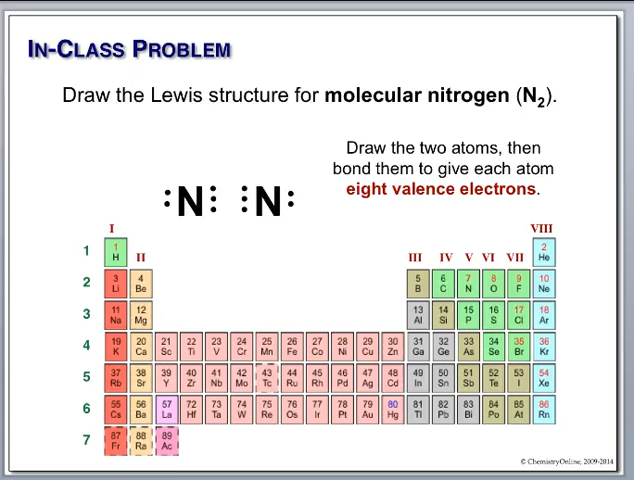 IN-CLASS PROBLEM
Draw the Lewis structure for molecular nitrogen (N₂).
Draw the two atoms, then
bond them to give each atom
eight valence electrons.
:N⋮ ⋮N:
I VIII
1 1 2
H He
II III IV V VI VII
2 3 4 5 6 7 8 9 10
Li Be B C N O F Ne
3 11 12 13 14 15 16 17 18
Na Mg Al Si P S Cl Ar
4 19 20 21 22 23 24 25 26 27 28 29 30 31 32 33 34 35 36
K Ca Sc Ti V Cr Mn Fe Co Ni Cu Zn Ga Ge As Se Br Kr
5 37 38 39 40 41 42 43 44 45 46 47 48 49 50 51 52 53 54
Rb Sr Y Zr Nb Mo Tc Ru Rh Pd Ag Cd In Sn Sb Te I Xe
6 55 56 57 72 73 74 75 76 77 78 79 80 81 82 83 84 85 86
Cs Ba La Hf Ta W Re Os Ir Pt Au Hg Tl Pb Bi Po At Rn
7 87 88 89
Fr Ra Ac
© ChemistryOnline, 2009-2014